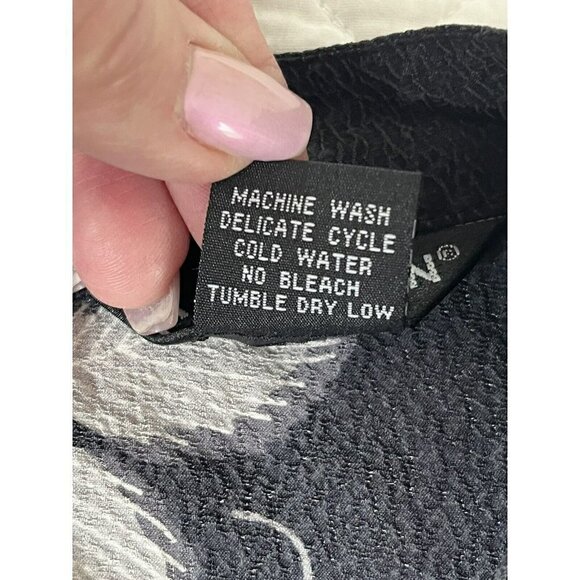 MACHINE WASH
DELICATE CYCLE
COLD WATER
NO BLEACH
TUMBLE DRY LOW
N®